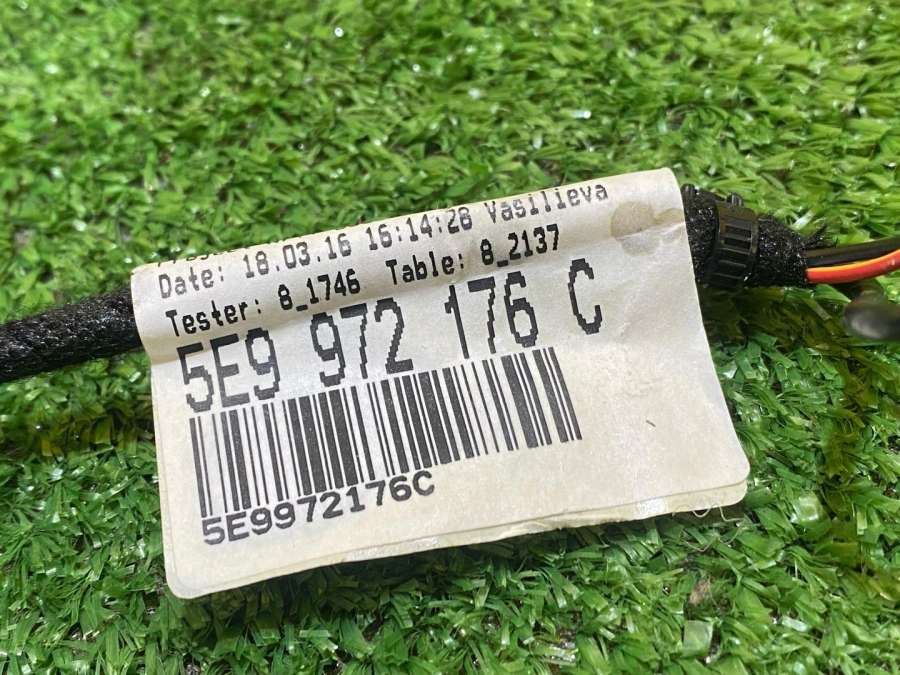 Date: 18.03.16 16:14:28 Vasilieva
Tester: 8_1746 Table: 8_2137
5E9 972 176 C
5E9972176C